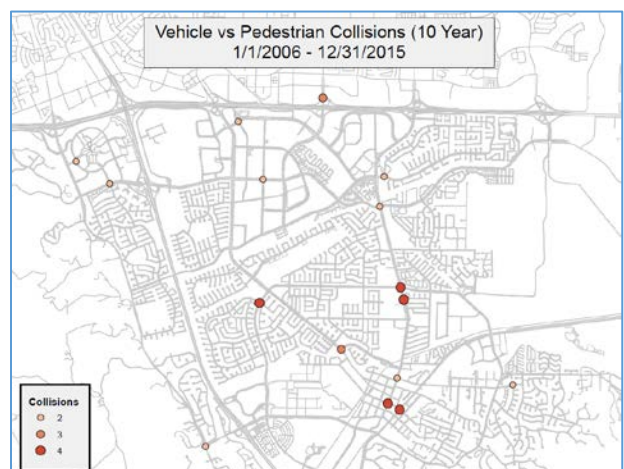 Vehicle vs Pedestrian Collisions (10 Year)
1/1/2006 - 12/31/2015
Collisions
2
3
4